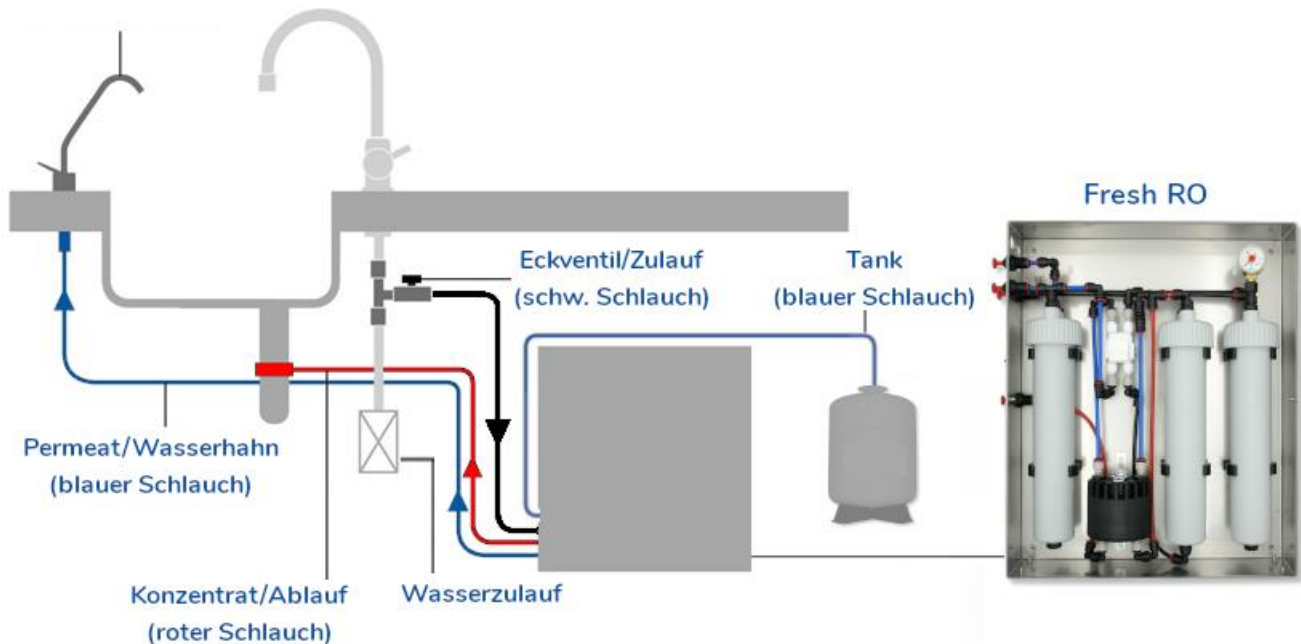 Fresh RO
Eckventil/Zulauf
(schw. Schlauch)
Tank
(blauer Schlauch)
Permeat/Wasserhahn
(blauer Schlauch)
Konzentrat/Ablauf
(roter Schlauch)
Wasserzulauf